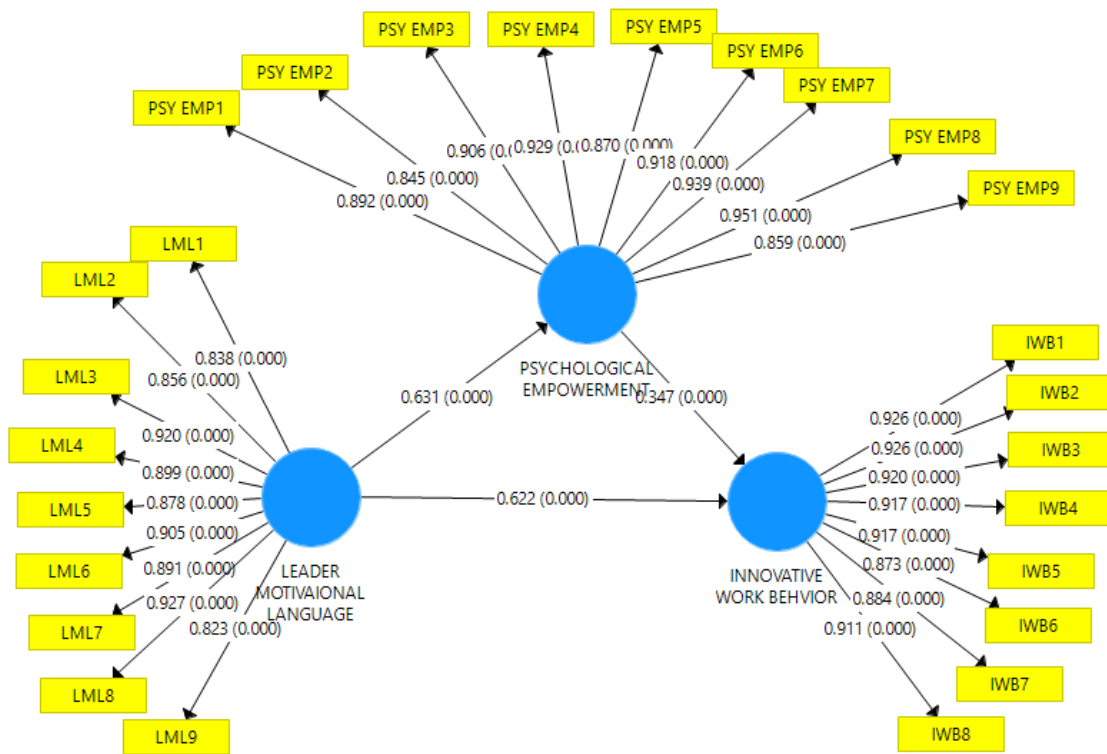 PSY EMP3
PSY EMP4
PSY EMP5
PSY EMP6
PSY EMP2
PSY EMP7
PSY EMP1
PSY EMP8
PSY EMP9
0.906 (0.
0.929 (0.
0.870 (0.000)
0.918 (0.000)
0.845 (0.000)
0.939 (0.000)
0.892 (0.000)
0.951 (0.000)
0.859 (0.000)
LML1
LML2
LML3
LML4
LML5
LML6
LML7
LML8
LML9
0.838 (0.000)
0.856 (0.000)
0.920 (0.000)
0.899 (0.000)
0.878 (0.000)
0.905 (0.000)
0.891 (0.000)
0.927 (0.000)
0.823 (0.000)
LEADER
MOTIVAIONAL
LANGUAGE
0.631 (0.000)
PSYCHOLOGICAL
EMPOWERMENT
0.347 (0.000)
0.622 (0.000)
INNOVATIVE
WORK BEHVIOR
IWB1
IWB2
IWB3
IWB4
IWB5
IWB6
IWB7
IWB8
0.926 (0.000)
0.926 (0.000)
0.920 (0.000)
0.917 (0.000)
0.917 (0.000)
0.873 (0.000)
0.884 (0.000)
0.911 (0.000)